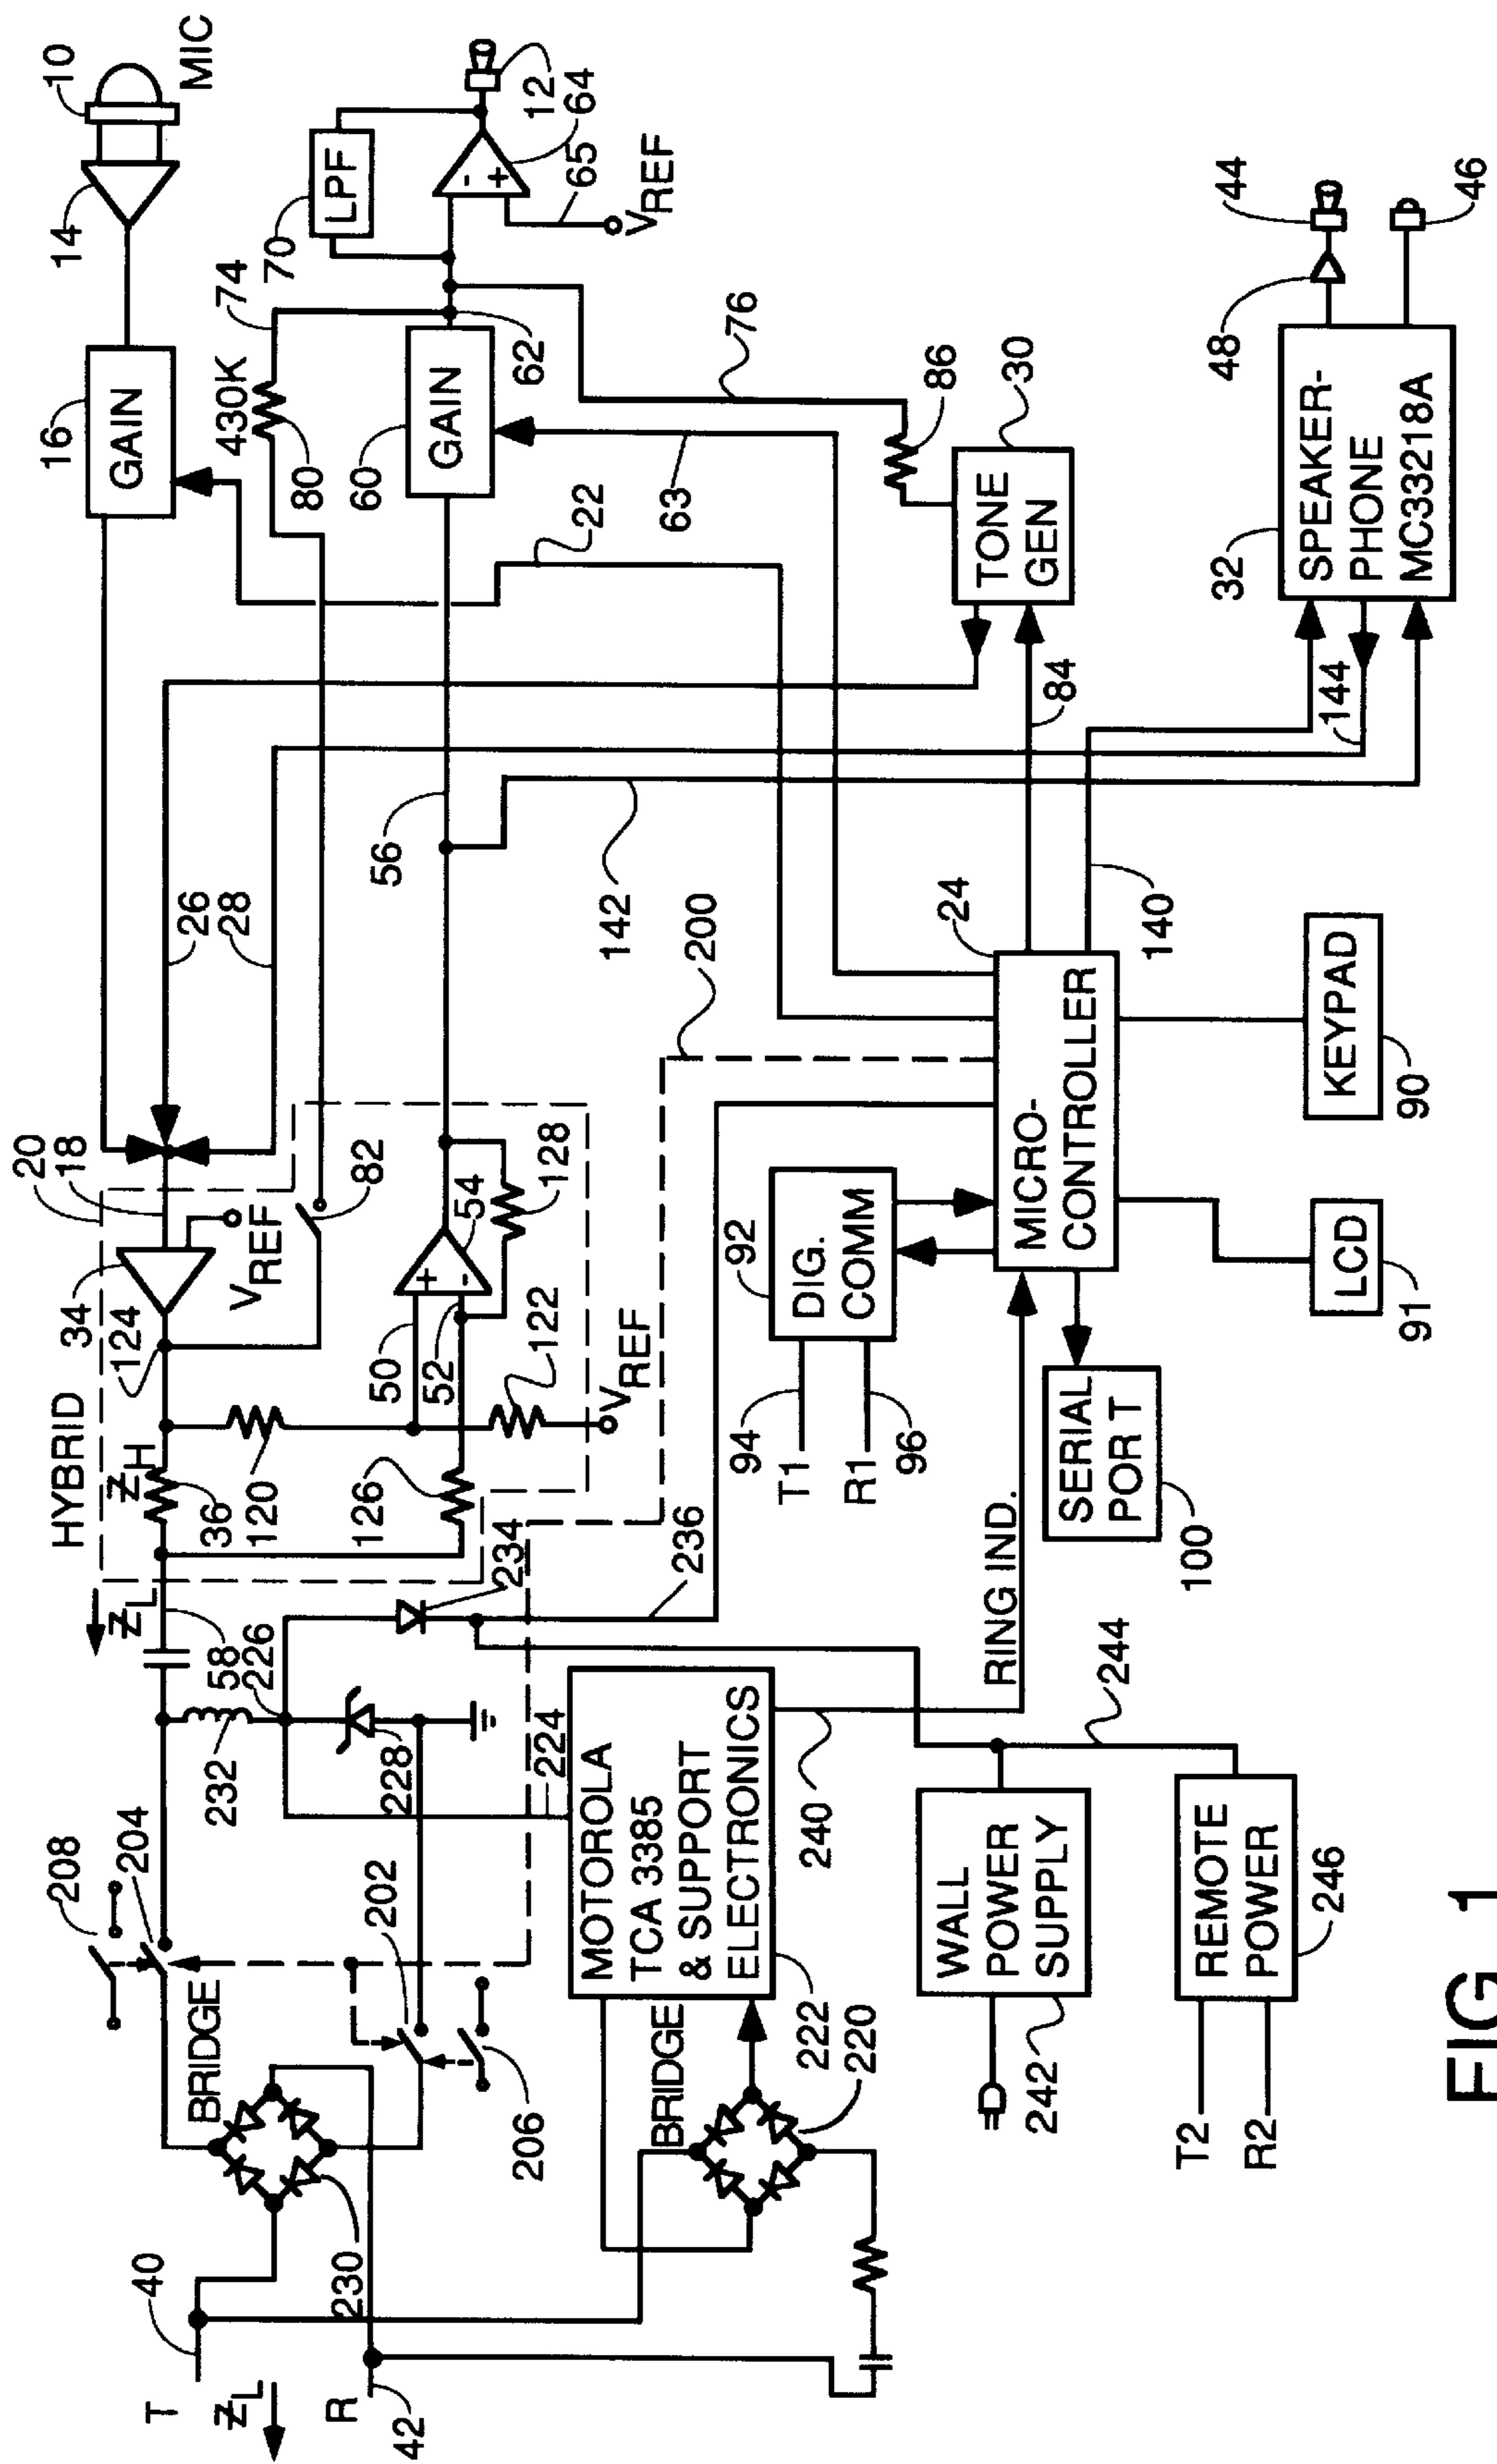 10
MIC
14
16
GAIN
20
18
26
28
34
124
VREF
82
HYBRID
ZH
36
120
ZL
58
226
232
208
204
BRIDGE
230
T
40
ZL
R
42
LPF
70
74
430K
80
12
64
65
VREF
62
60
GAIN
63
22
76
86
56
142
200
54
128
50
52
122
VREF
126
234
236
228
224
202
206
TONE
GEN
30
84
24
MICRO-
CONTROLLER
140
144
92
DIG.
COMM
94
T1
R1
96
RING IND.
240
MOTOROLA
TCA 3385
& SUPPORT
ELECTRONICS
222
BRIDGE
220
SPEAKER-
PHONE
MC33218A
32
48
44
46
KEYPAD
90
LCD
91
SERIAL
PORT
100
244
WALL
POWER
SUPPLY
242
REMOTE
POWER
246
T2
R2
FIG. 1